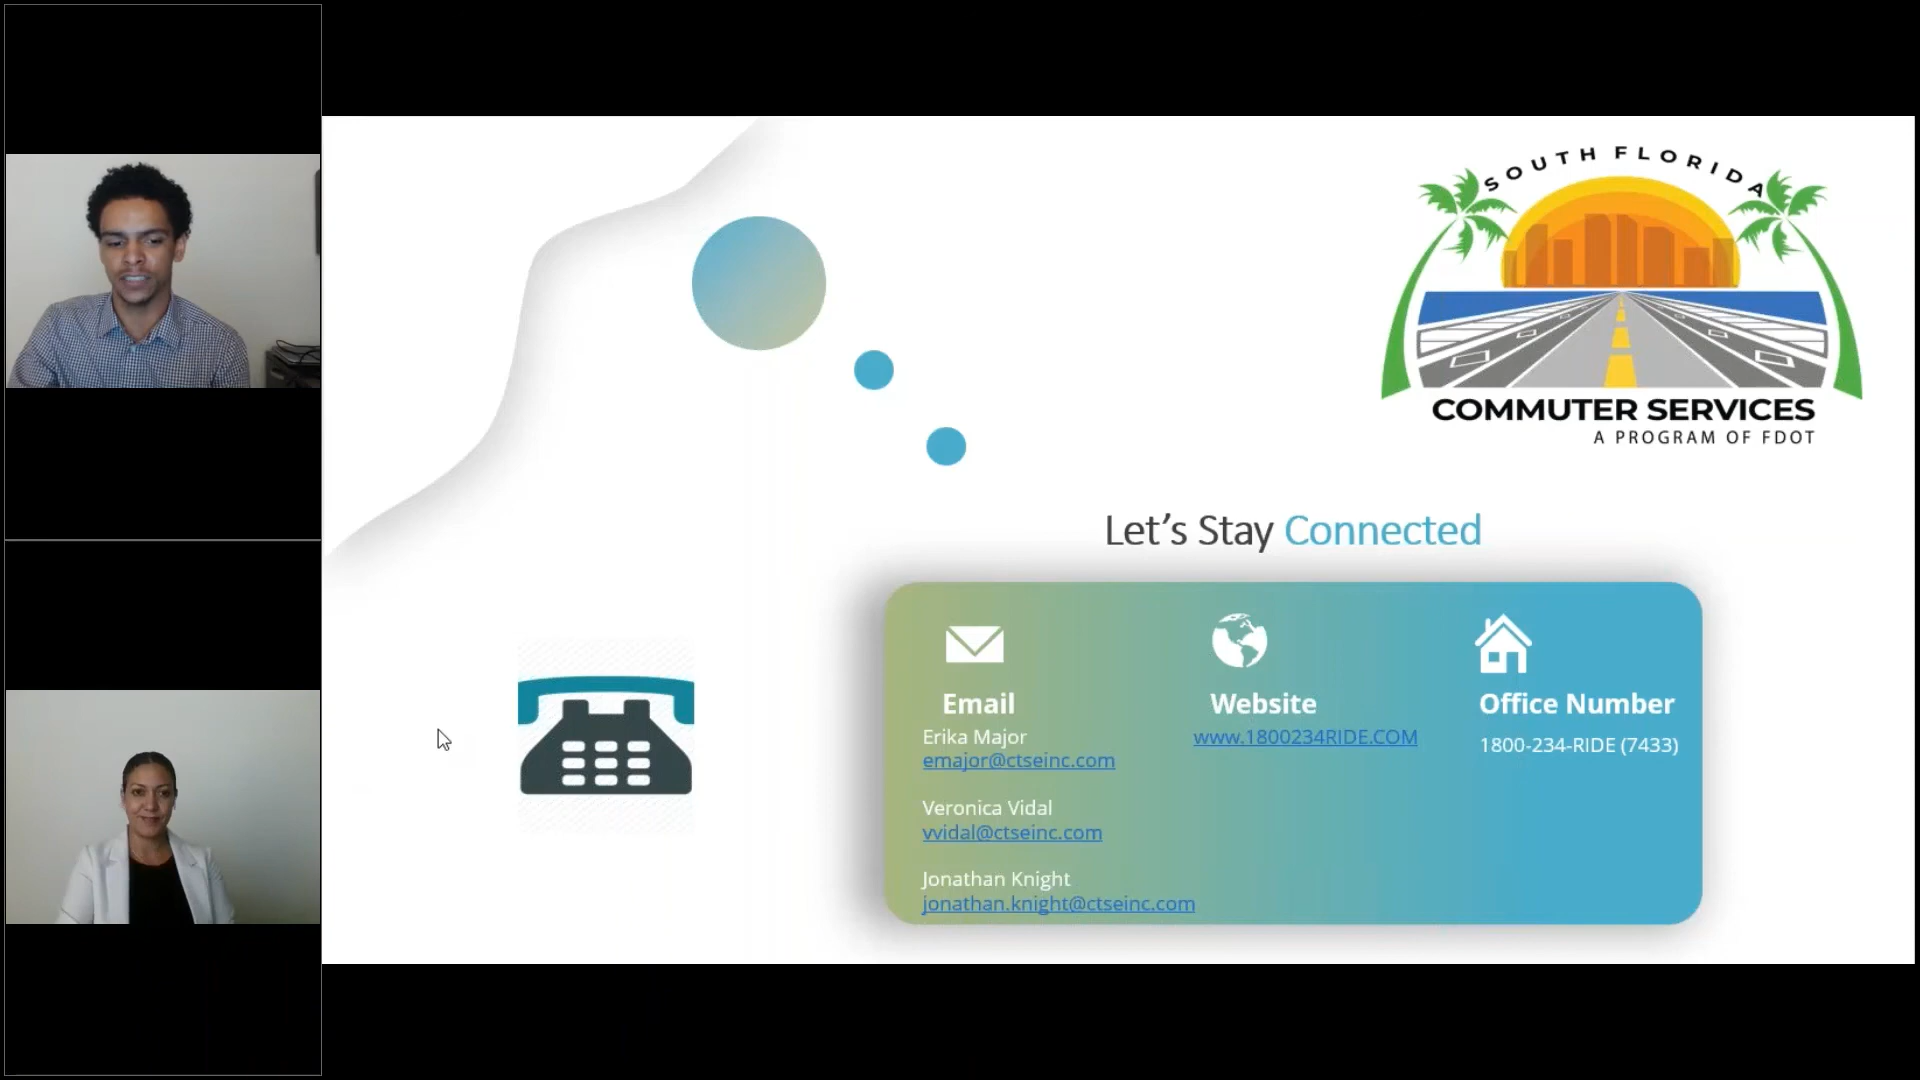 SOUTH FLORIDA
COMMUTER SERVICES
A PROGRAM OF FDOT
Let's Stay Connected
Email
Erika Major
emajor@ctseinc.com
Veronica Vidal
vvidal@ctseinc.com
Jonathan Knight
jonathan.knight@ctseinc.com
Website
www.1800234RIDE.COM
Office Number
1800-234-RIDE (7433)